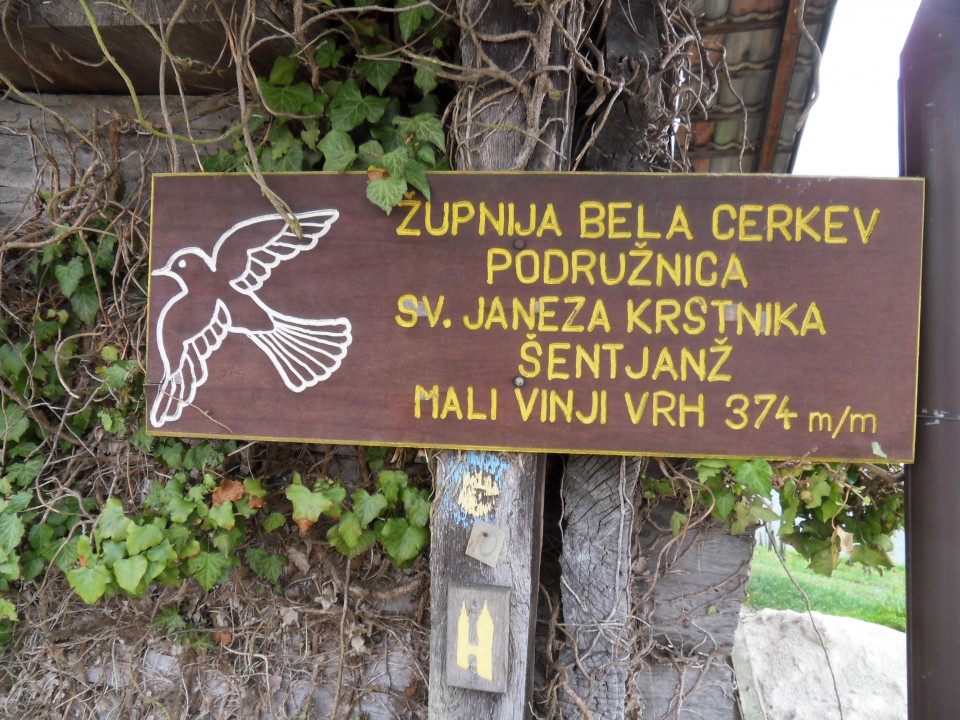 ŽUPNIJA BELA CERKEV
PODRUŽNICA
SV. JANEZA KRSTNIKA
ŠENTJANŽ
MALI VINJI VRH 374 m/m
H